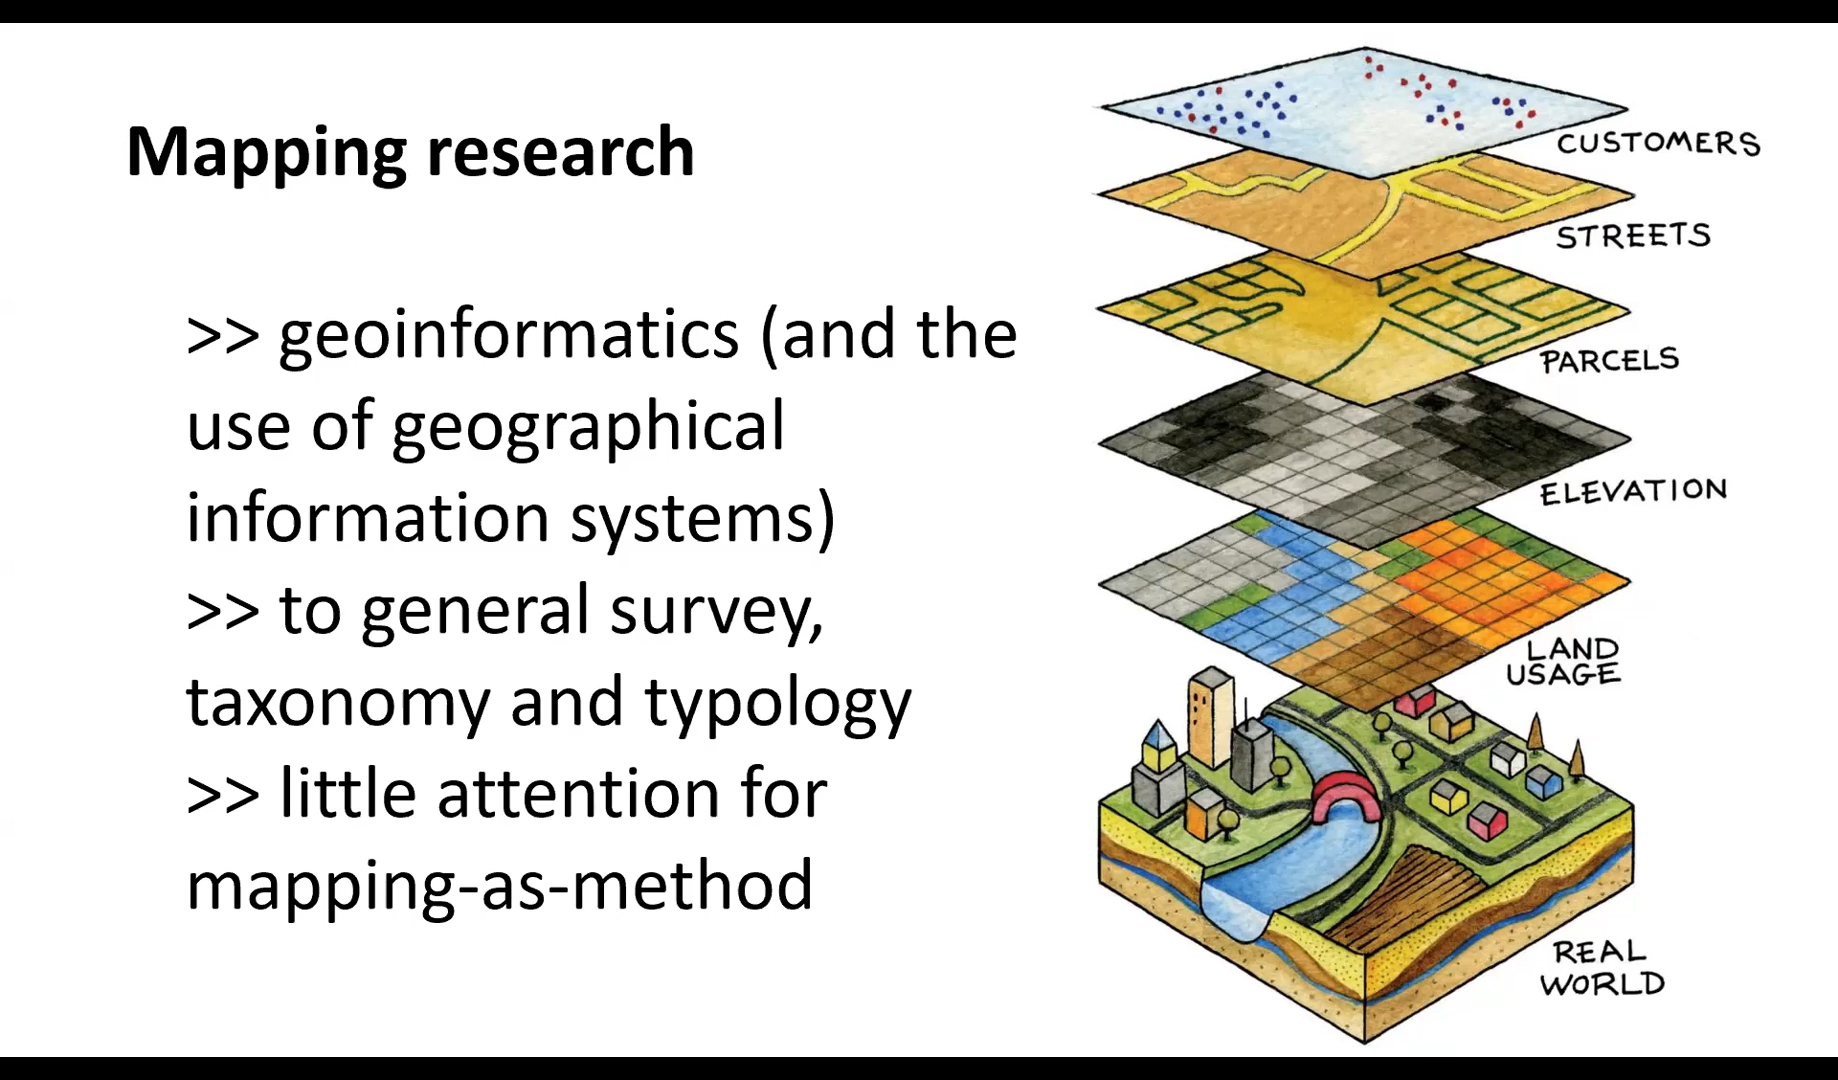 Mapping research
>> geoinformatics (and the
use of geographical
information systems)
>> to general survey,
taxonomy and typology
>> little attention for
mapping-as-method
CUSTOMERS
STREETS
PARCELS
ELEVATION
LAND
USAGE
REAL
WORLD